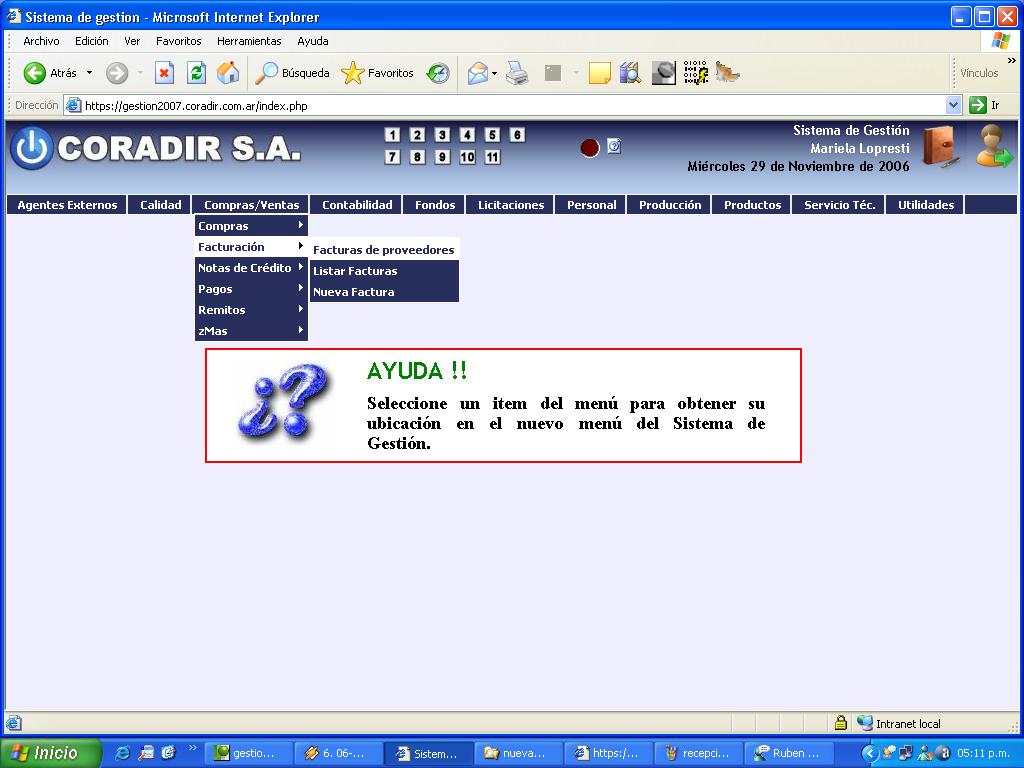 Sistema de gestion - Microsoft Internet Explorer
Archivo Edición Ver Favoritos Herramientas Ayuda
Atrás Búsqueda Favoritos Vínculos »
Dirección https://gestion2007.coradir.com.ar/index.php Ir
CORADIR S.A.
1 2 3 4 5 6
7 8 9 10 11
Sistema de Gestión
Mariela Lopresti
Miércoles 29 de Noviembre de 2006
Agentes Externos Calidad Compras/Ventas Contabilidad Fondos Licitaciones Personal Producción Productos Servicio Téc. Utilidades
Compras
Facturación
Notas de Crédito
Pagos
Remitos
zMas
Facturas de proveedores
Listar Facturas
Nueva Factura
¿?
AYUDA !!
Seleccione un item del menú para obtener su
ubicación en el nuevo menú del Sistema de
Gestión.
Intranet local
Inicio » gestio... 6. 06-... Sistem... nueva... https:/... recepci... Ruben ... 05:11 p.m.